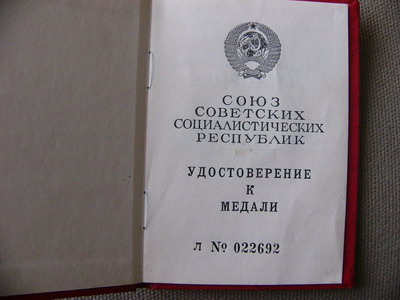 СОЮЗ
СОВЕТСКИХ
СОЦИАЛИСТИЧЕСКИХ
РЕСПУБЛИК
УДОСТОВЕРЕНИЕ
К
МЕДАЛИ
Л № 022692